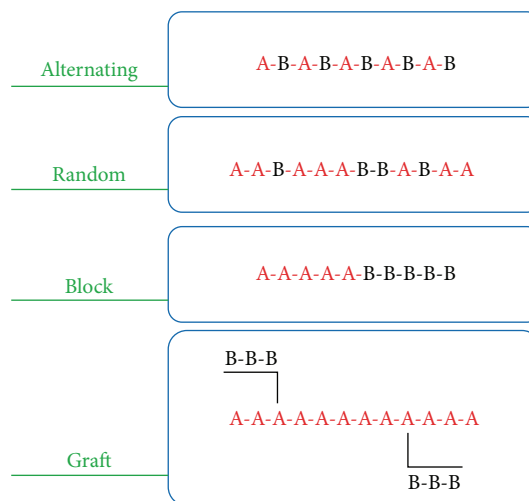 Alternating
A-B-A-B-A-B-A-B-A-B
Random
A-A-B-A-A-A-B-B-A-B-A-A
Block
A-A-A-A-A-B-B-B-B-B
Graft
B-B-B
A-A-A-A-A-A-A-A-A-A-A-A
B-B-B